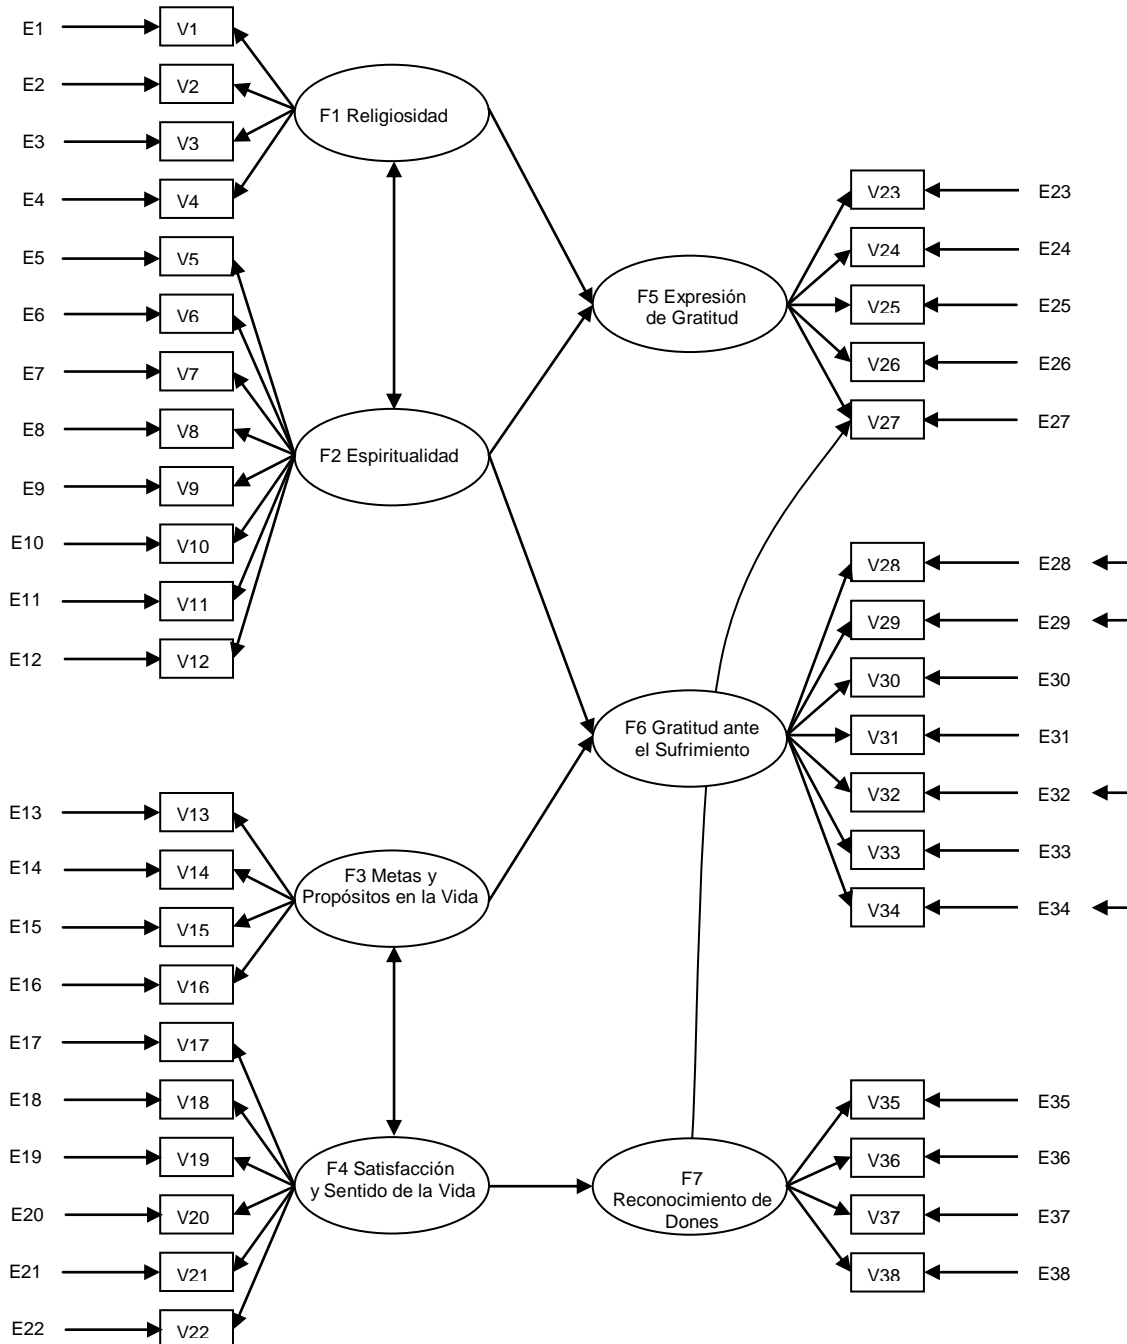 E1
V1
E2
V2
E3
V3
E4
V4
E5
V5
E6
V6
E7
V7
E8
V8
E9
V9
E10
V10
E11
V11
E12
V12
E13
V13
E14
V14
E15
V15
E16
V16
E17
V17
E18
V18
E19
V19
E20
V20
E21
V21
E22
V22
F1 Religiosidad
F2 Espiritualidad
F3 Metas y
Propósitos en la Vida
F4 Satisfacción
y Sentido de la Vida
F5 Expresión
de Gratitud
F6 Gratitud ante
el Sufrimiento
F7
Reconocimiento de
Dones
V23
E23
V24
E24
V25
E25
V26
E26
V27
E27
V28
E28
V29
E29
V30
E30
V31
E31
V32
E32
V33
E33
V34
E34
V35
E35
V36
E36
V37
E37
V38
E38